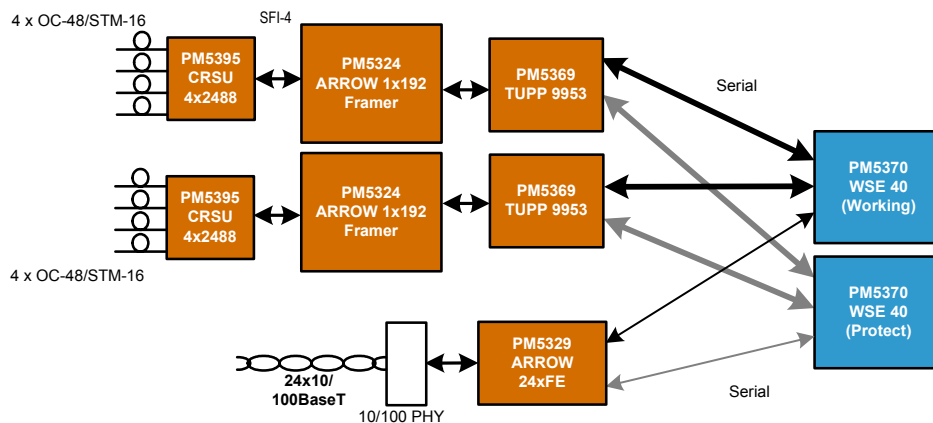 4 x OC-48/STM-16
SFI-4
PM5395
CRSU
4x2488
PM5324
ARROW 1x192
Framer
PM5369
TUPP 9953
Serial
PM5370
WSE 40
(Working)
PM5395
CRSU
4x2488
PM5324
ARROW 1x192
Framer
PM5369
TUPP 9953
4 x OC-48/STM-16
PM5370
WSE 40
(Protect)
24x10/
100BaseT
10/100 PHY
PM5329
ARROW
24xFE
Serial